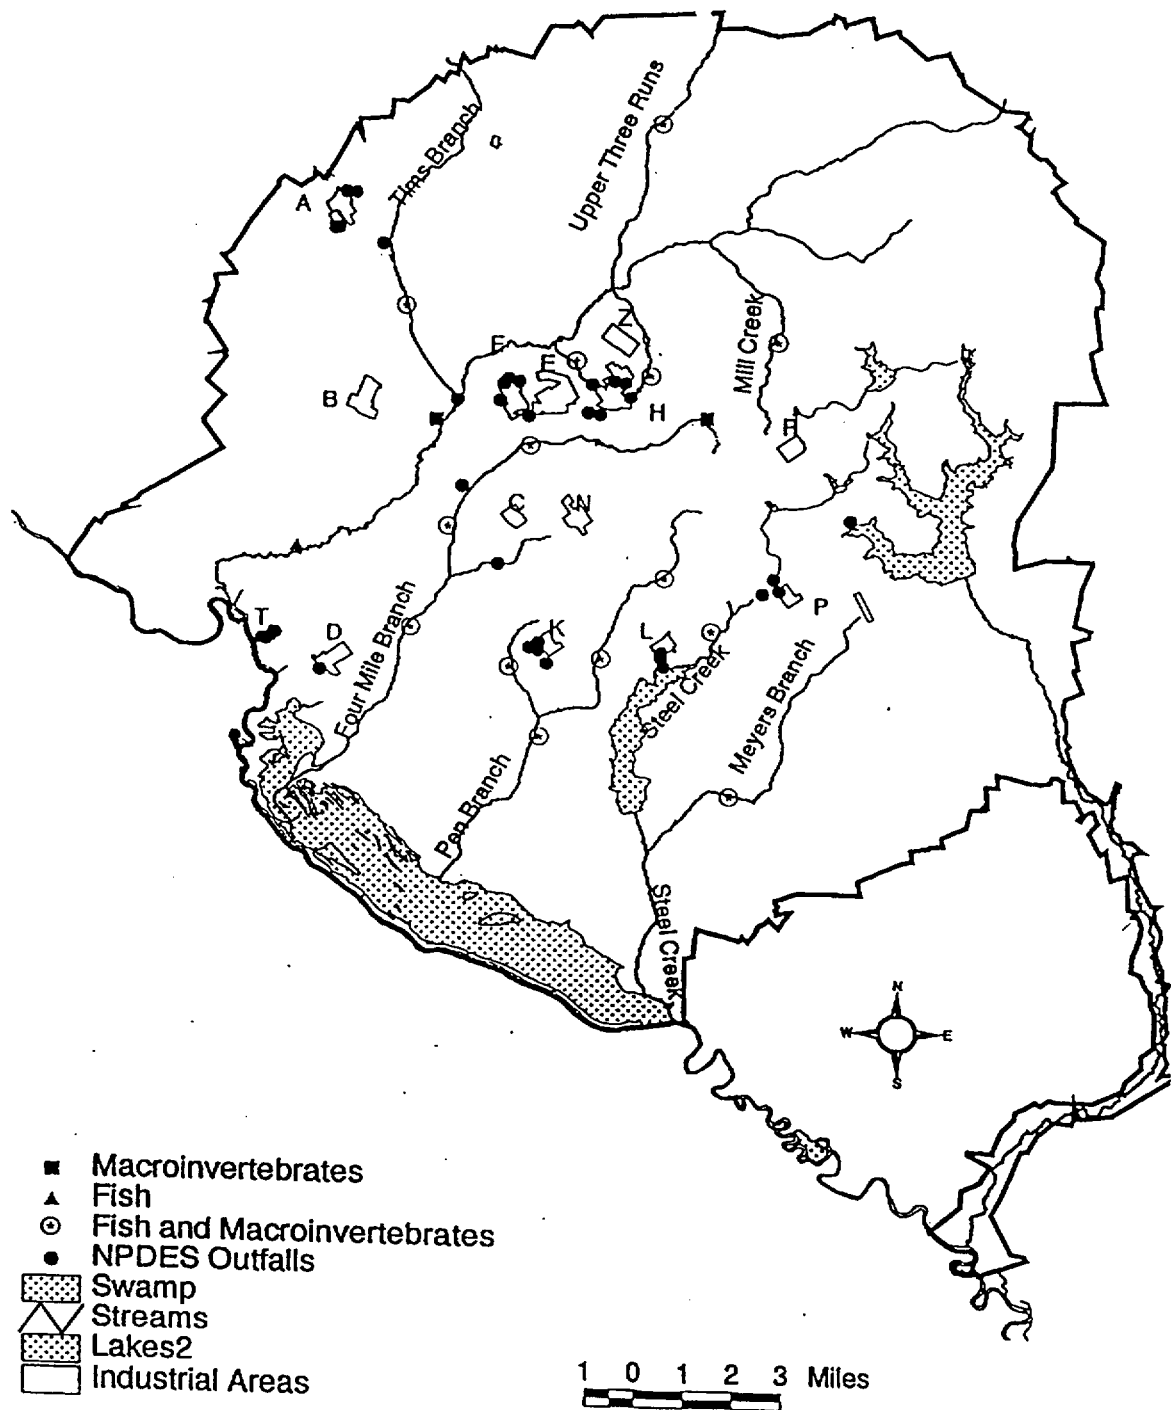 Upper Three Runs
Tims Branch
A
Z
F
E
Mill Creek
B
H
R
C
N
T
D
Four Mile Branch
K
L
P
Steel Creek
Meyers Branch
Pen Branch
Steel Creek
N
W
E
S
Macroinvertebrates
Fish
Fish and Macroinvertebrates
NPDES Outfalls
Swamp
Streams
Lakes2
Industrial Areas
1 0 1 2 3 Miles